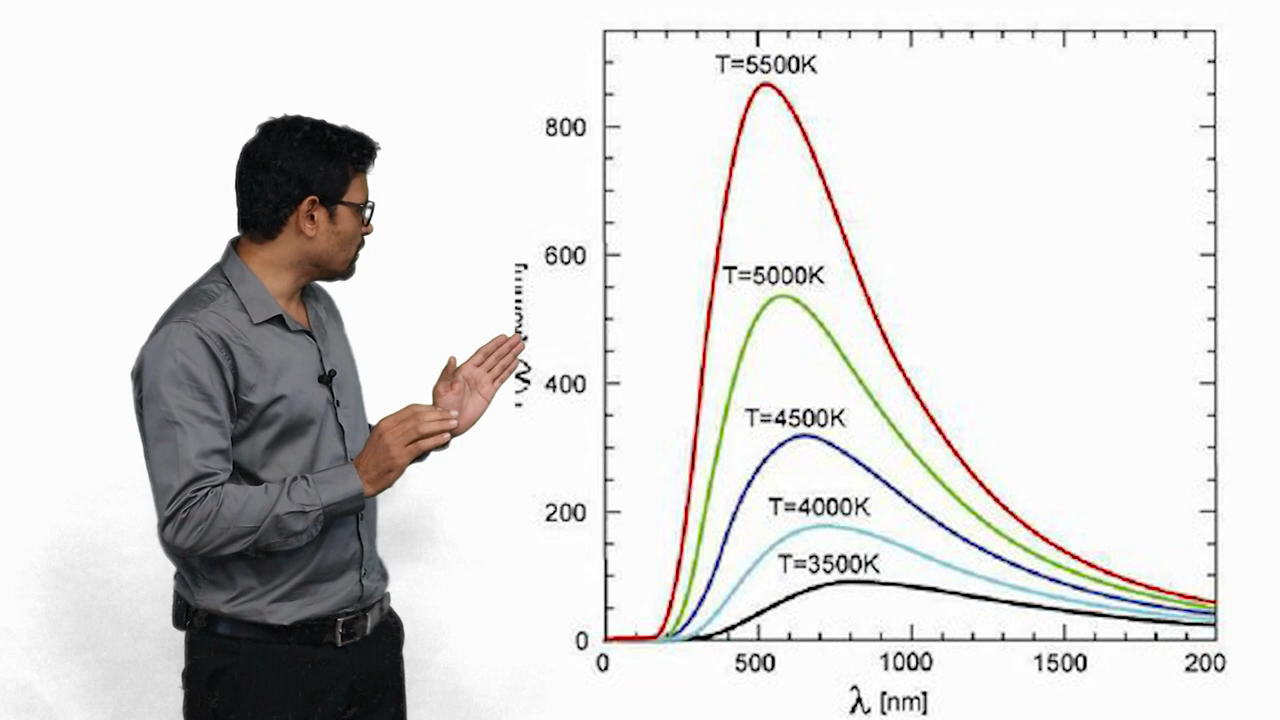 T=5500K
800
T=5000K
600
400
T=4500K
T=4000K
200
T=3500K
0
0 500 1000 1500 200
λ [nm]